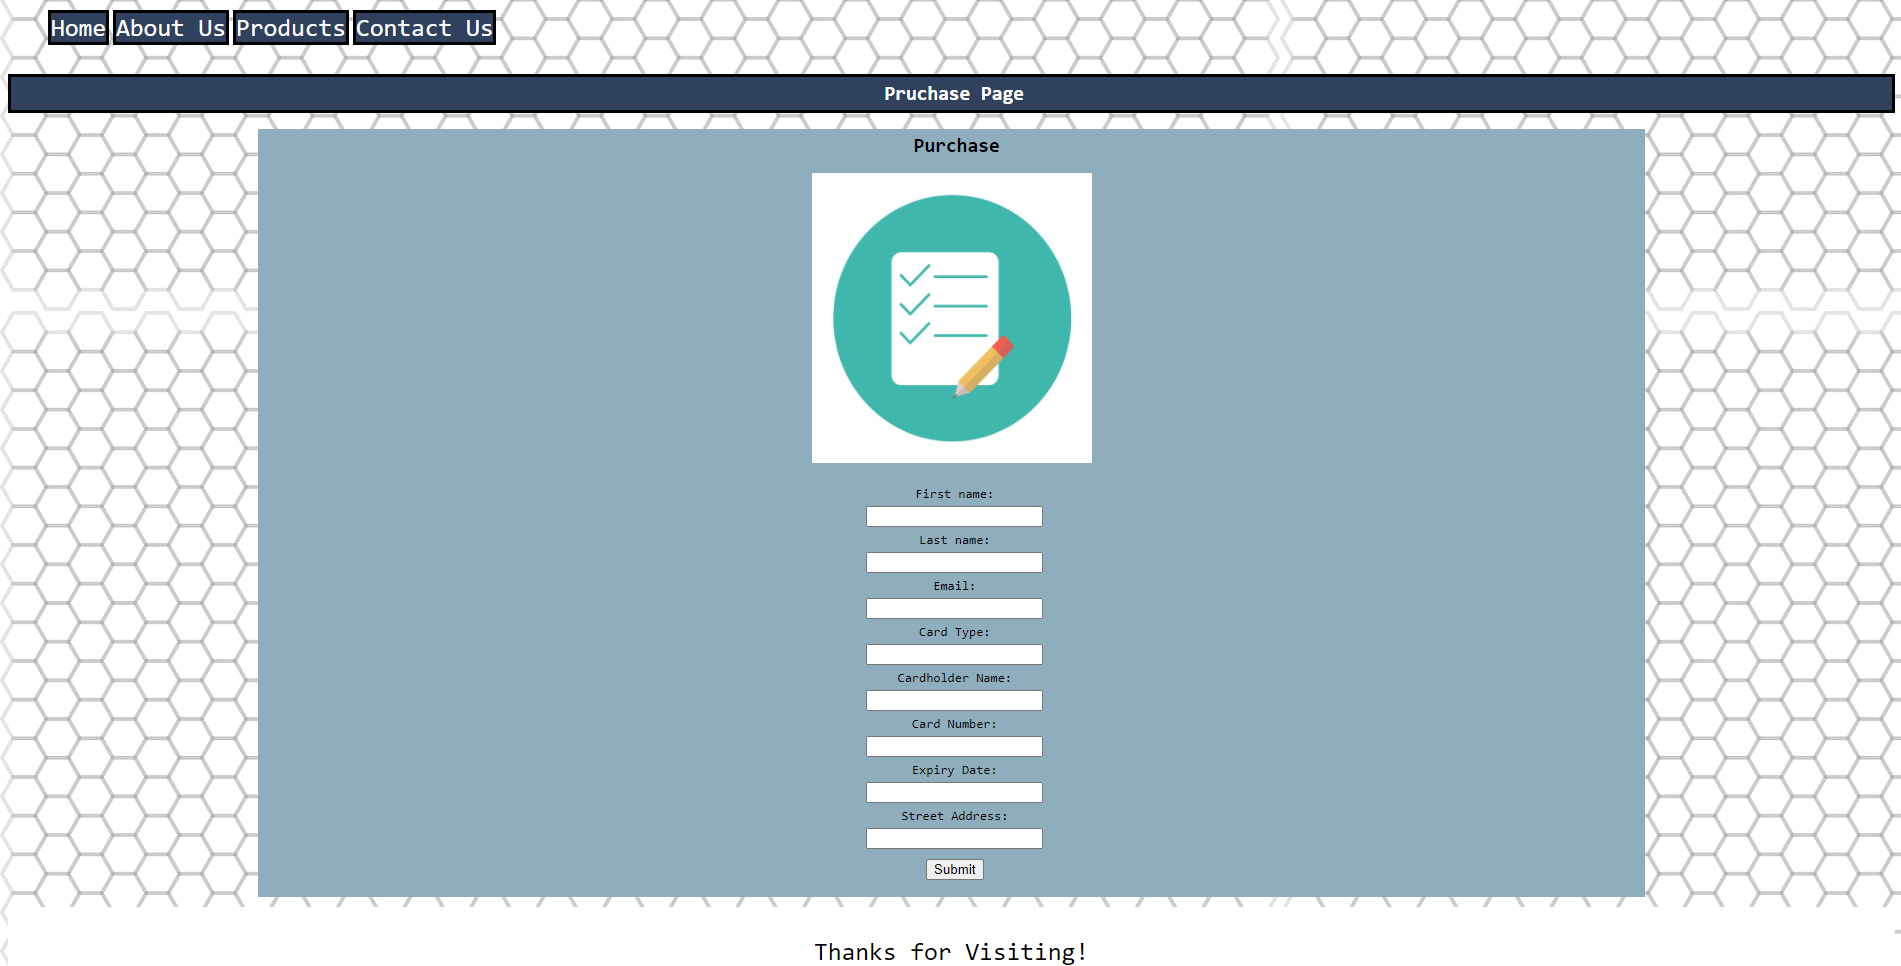 Home About Us Products Contact Us
Pruchase Page
Purchase
First name:
Last name:
Email:
Card Type:
Cardholder Name:
Card Number:
Expiry Date:
Street Address:
Submit
Thanks for Visiting!